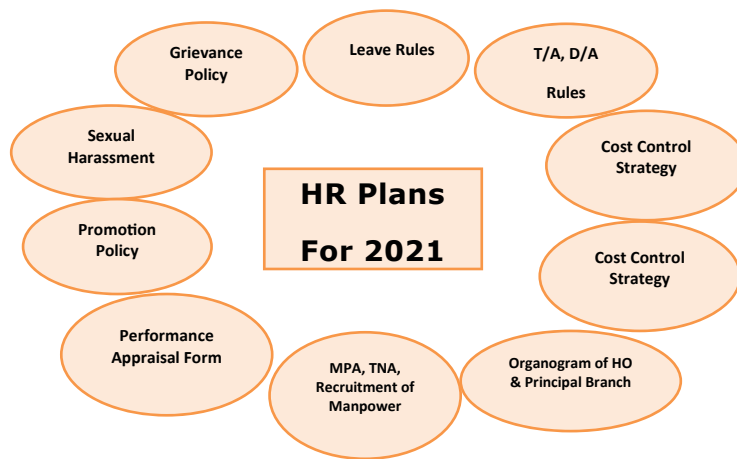 Grievance
Policy
Leave Rules
T/A, D/A
Rules
Sexual
Harassment
Cost Control
Strategy
HR Plans
For 2021
Promotion
Policy
Cost Control
Strategy
Performance
Appraisal Form
MPA, TNA,
Recruitment of
Manpower
Organogram of HO
& Principal Branch